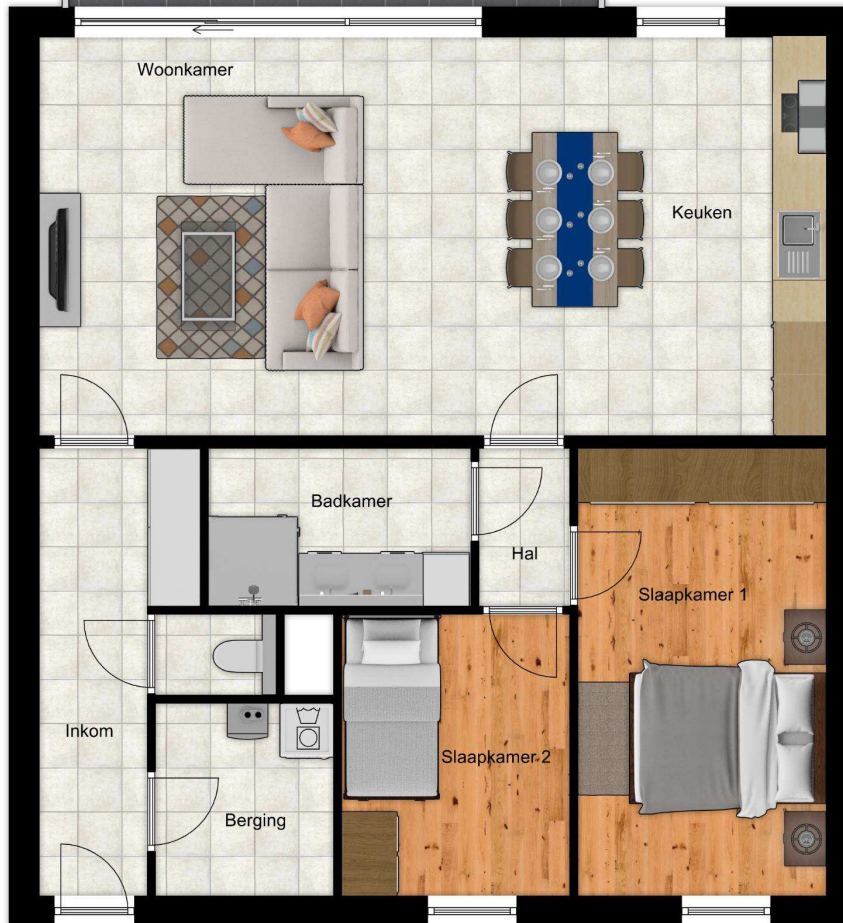 Woonkamer
Keuken
Badkamer
Hal
Slaapkamer 1
Inkom
Slaapkamer 2
Berging